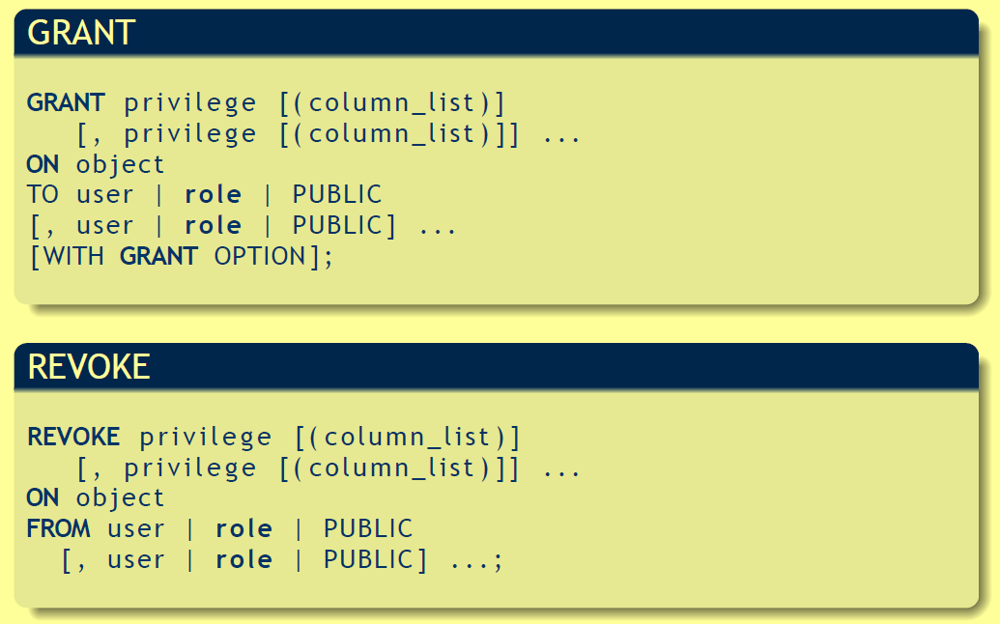 GRANT
GRANT privilege [(column_list)]
[, privilege [(column_list)]] ...
ON object
TO user | role | PUBLIC
[, user | role | PUBLIC] ...
[WITH GRANT OPTION];
REVOKE
REVOKE privilege [(column_list)]
[, privilege [(column_list)]] ...
ON object
FROM user | role | PUBLIC
[, user | role | PUBLIC] ...;